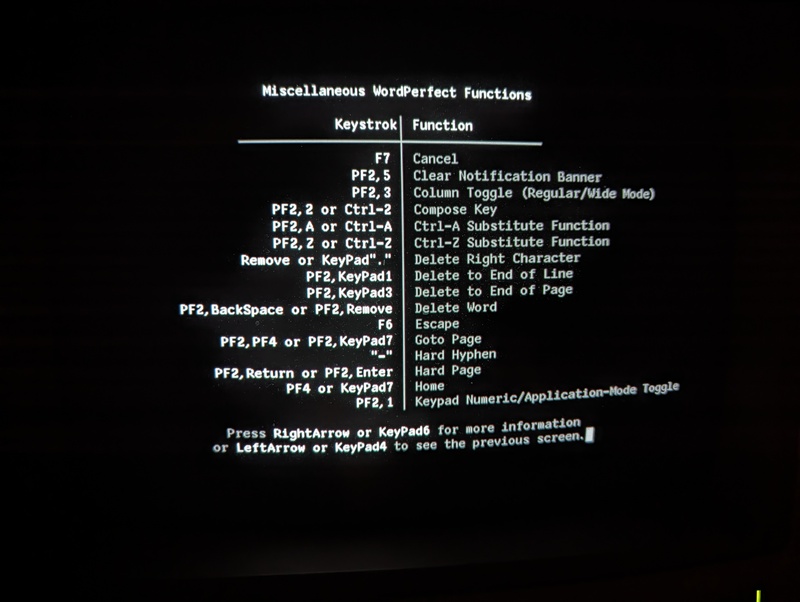 Miscellaneous WordPerfect Functions
Keystrok Function
F7 Cancel
PF2,5 Clear Notification Banner
PF2,3 Column Toggle (Regular/Wide Mode)
PF2,2 or Ctrl-2 Compose Key
PF2,A or Ctrl-A Ctrl-A Substitute Function
PF2,Z or Ctrl-Z Ctrl-Z Substitute Function
Remove or KeyPad"." Delete Right Character
PF2,KeyPad1 Delete to End of Line
PF2,KeyPad3 Delete to End of Page
PF2,BackSpace or PF2,Remove Delete Word
F6 Escape
PF2,PF4 or PF2,KeyPad7 Goto Page
"-" Hard Hyphen
PF2,Return or PF2,Enter Hard Page
PF4 or KeyPad7 Home
PF2,1 Keypad Numeric/Application-Mode Toggle
Press RightArrow or KeyPad6 for more information
or LeftArrow or KeyPad4 to see the previous screen.